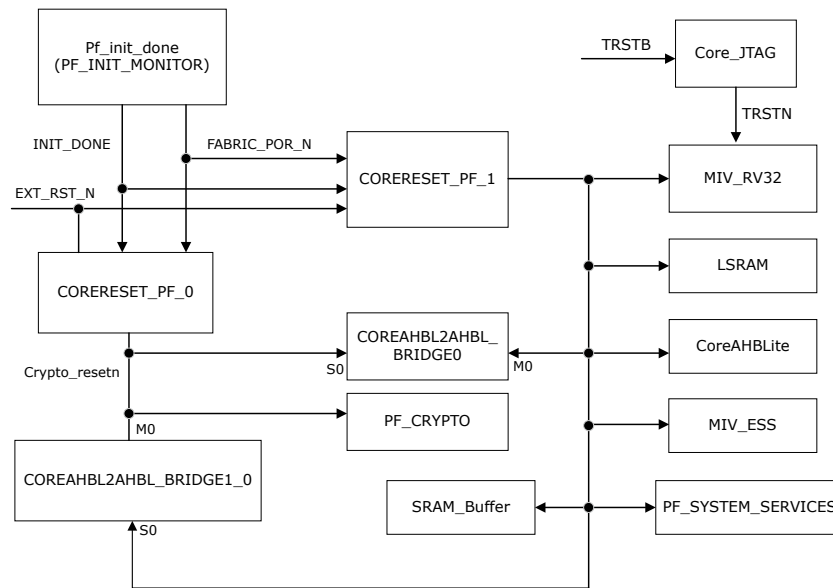 Pf_init_done
(PF_INIT_MONITOR)
TRSTB
Core_JTAG
TRSTN
INIT_DONE
FABRIC_POR_N
EXT_RST_N
CORERESET_PF_1
MIV_RV32
CORERESET_PF_0
LSRAM
COREAHBL2AHBL_
BRIDGE0
S0
M0
CoreAHBLite
Crypto_resetn
M0
PF_CRYPTO
MIV_ESS
COREAHBL2AHBL_BRIDGE1_0
S0
SRAM_Buffer
PF_SYSTEM_SERVICES